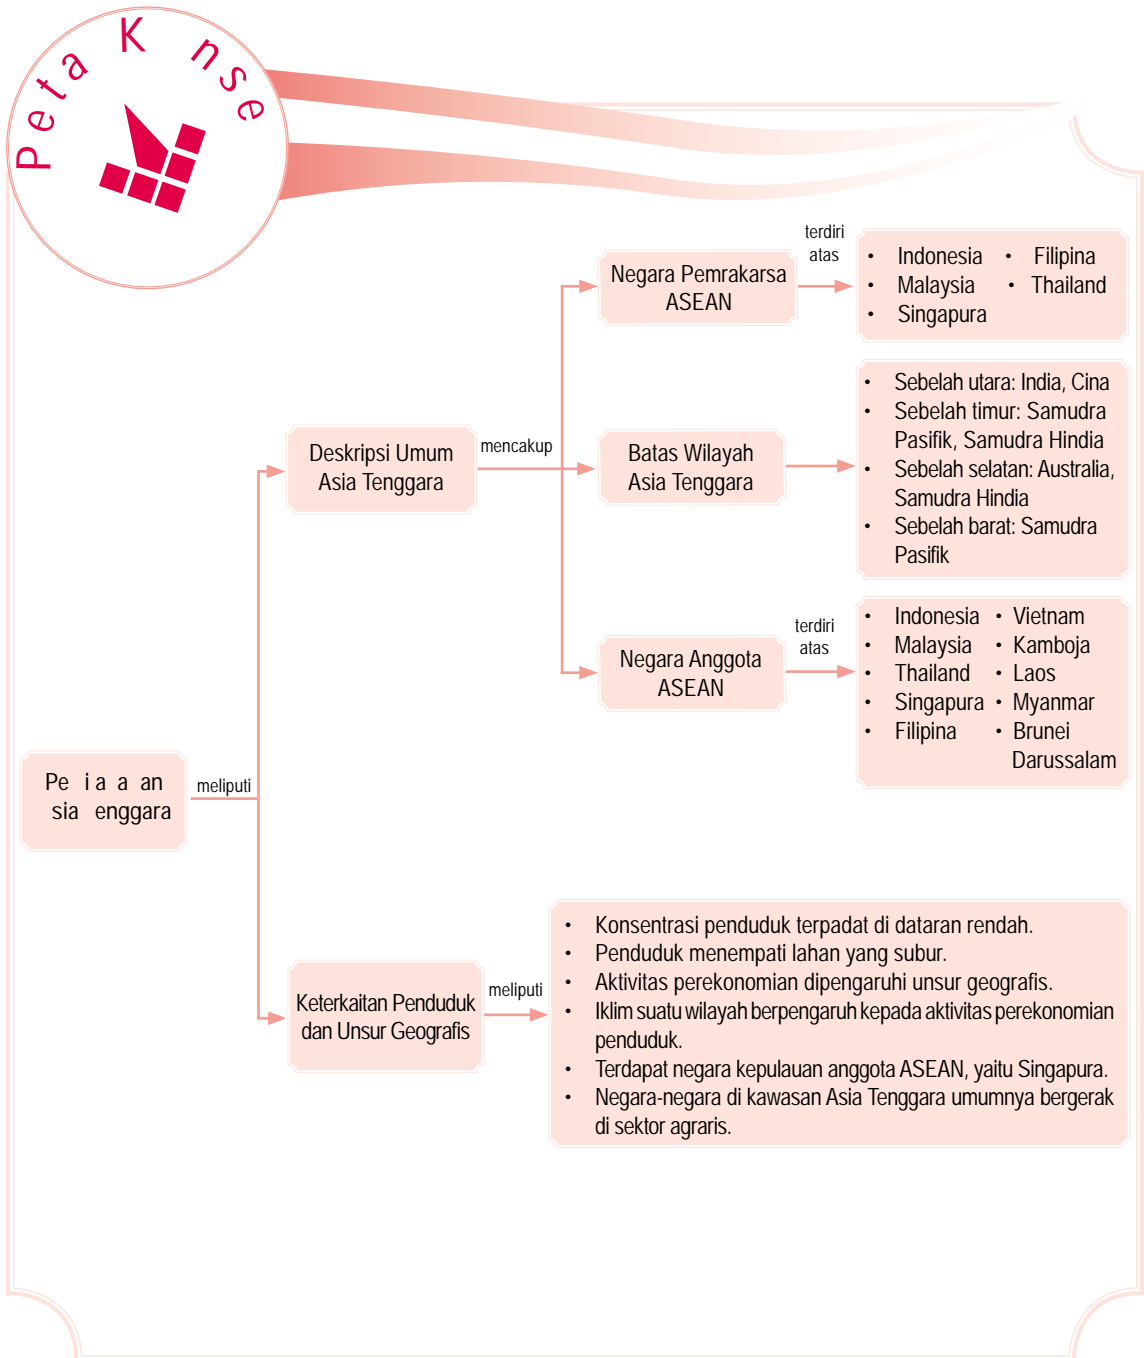 Peta K nse
terdiri
atas
Negara Pemrakarsa
ASEAN
• Indonesia • Filipina
• Malaysia • Thailand
• Singapura
Deskripsi Umum
Asia Tenggara
mencakup
Batas Wilayah
Asia Tenggara
• Sebelah utara: India, Cina
• Sebelah timur: Samudra
Pasifik, Samudra Hindia
• Sebelah selatan: Australia,
Samudra Hindia
• Sebelah barat: Samudra
Pasifik
Negara Anggota
ASEAN
terdiri
atas
• Indonesia • Vietnam
• Malaysia • Kamboja
• Thailand • Laos
• Singapura • Myanmar
• Filipina • Brunei
Darussalam
Pe ia a an
sia enggara
meliputi
Keterkaitan Penduduk
dan Unsur Geografis
meliputi
• Konsentrasi penduduk terpadat di dataran rendah.
• Penduduk menempati lahan yang subur.
• Aktivitas perekonomian dipengaruhi unsur geografis.
• Iklim suatu wilayah berpengaruh kepada aktivitas perekonomian
penduduk.
• Terdapat negara kepulauan anggota ASEAN, yaitu Singapura.
• Negara-negara di kawasan Asia Tenggara umumnya bergerak
di sektor agraris.